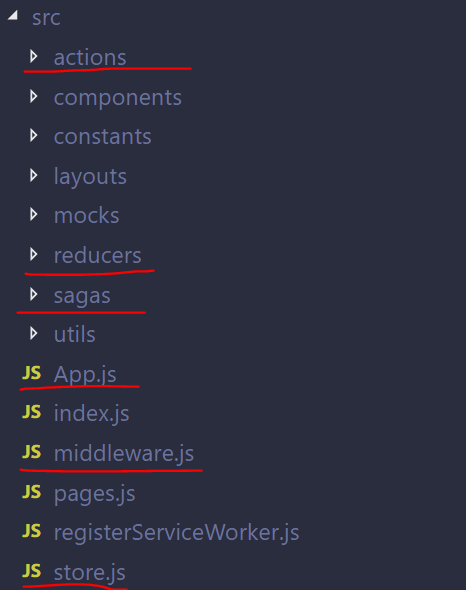 src
actions
components
constants
layouts
mocks
reducers
sagas
utils
JS App.js
JS index.js
JS middleware.js
JS pages.js
JS registerServiceWorker.js
JS store.js